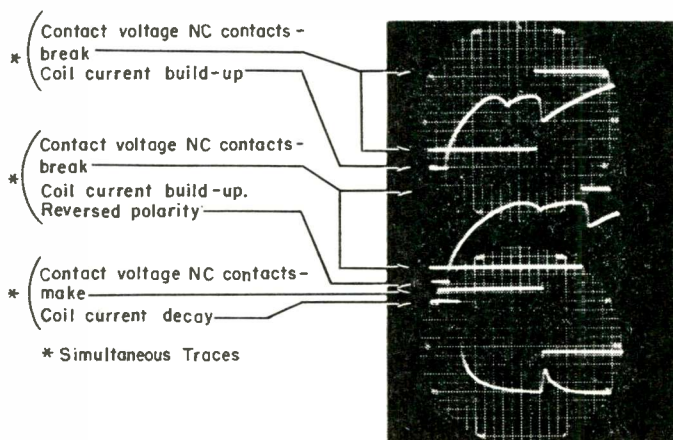 Contact voltage NC contacts-
* break
Coil current build-up
Contact voltage NC contacts-
* break
Coil current build-up.
Reversed polarity
Contact voltage NC contacts-
* make
Coil current decay
* Simultaneous Traces